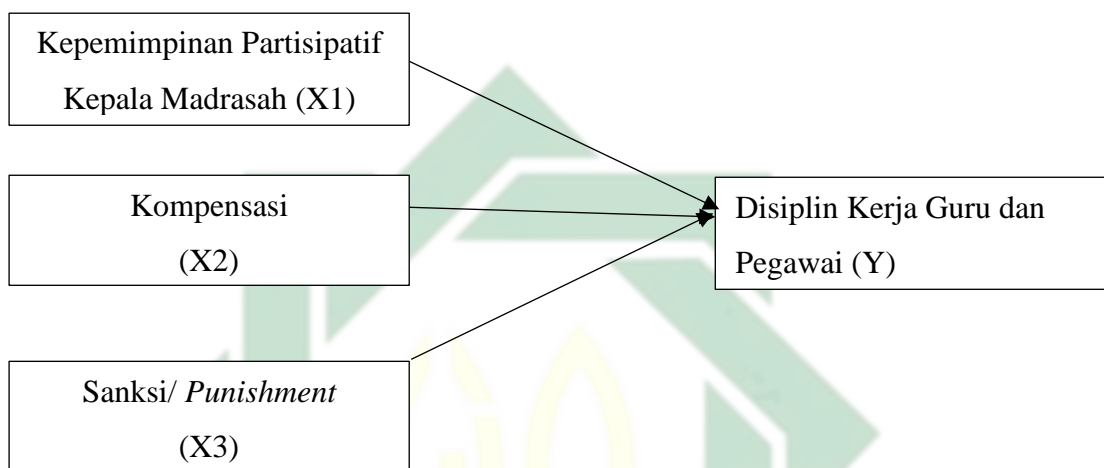 Kepemimpinan Partisipatif
Kepala Madrasah (X1)
Kompensasi
(X2)
Disiplin Kerja Guru dan
Pegawai (Y)
Sanksi/ Punishment
(X3)